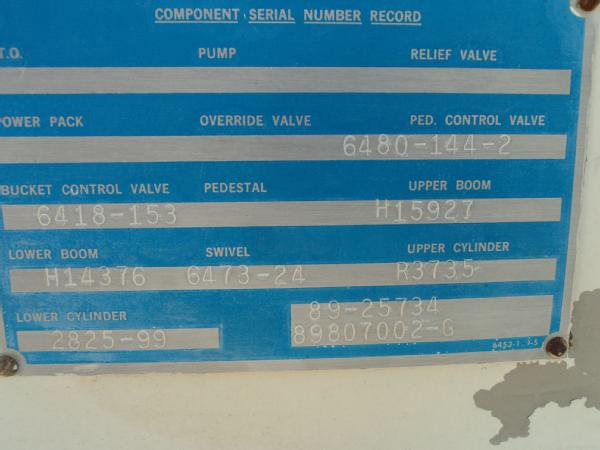 COMPONENT SERIAL NUMBER RECORD
T.O. PUMP RELIEF VALVE
POWER PACK OVERRIDE VALVE PED. CONTROL VALVE
6480-144-2
BUCKET CONTROL VALVE PEDESTAL UPPER BOOM
6418-153 H15927
LOWER BOOM SWIVEL UPPER CYLINDER
H14376 6473-24 R3735
LOWER CYLINDER 89-25734
2825-99 89807002-G